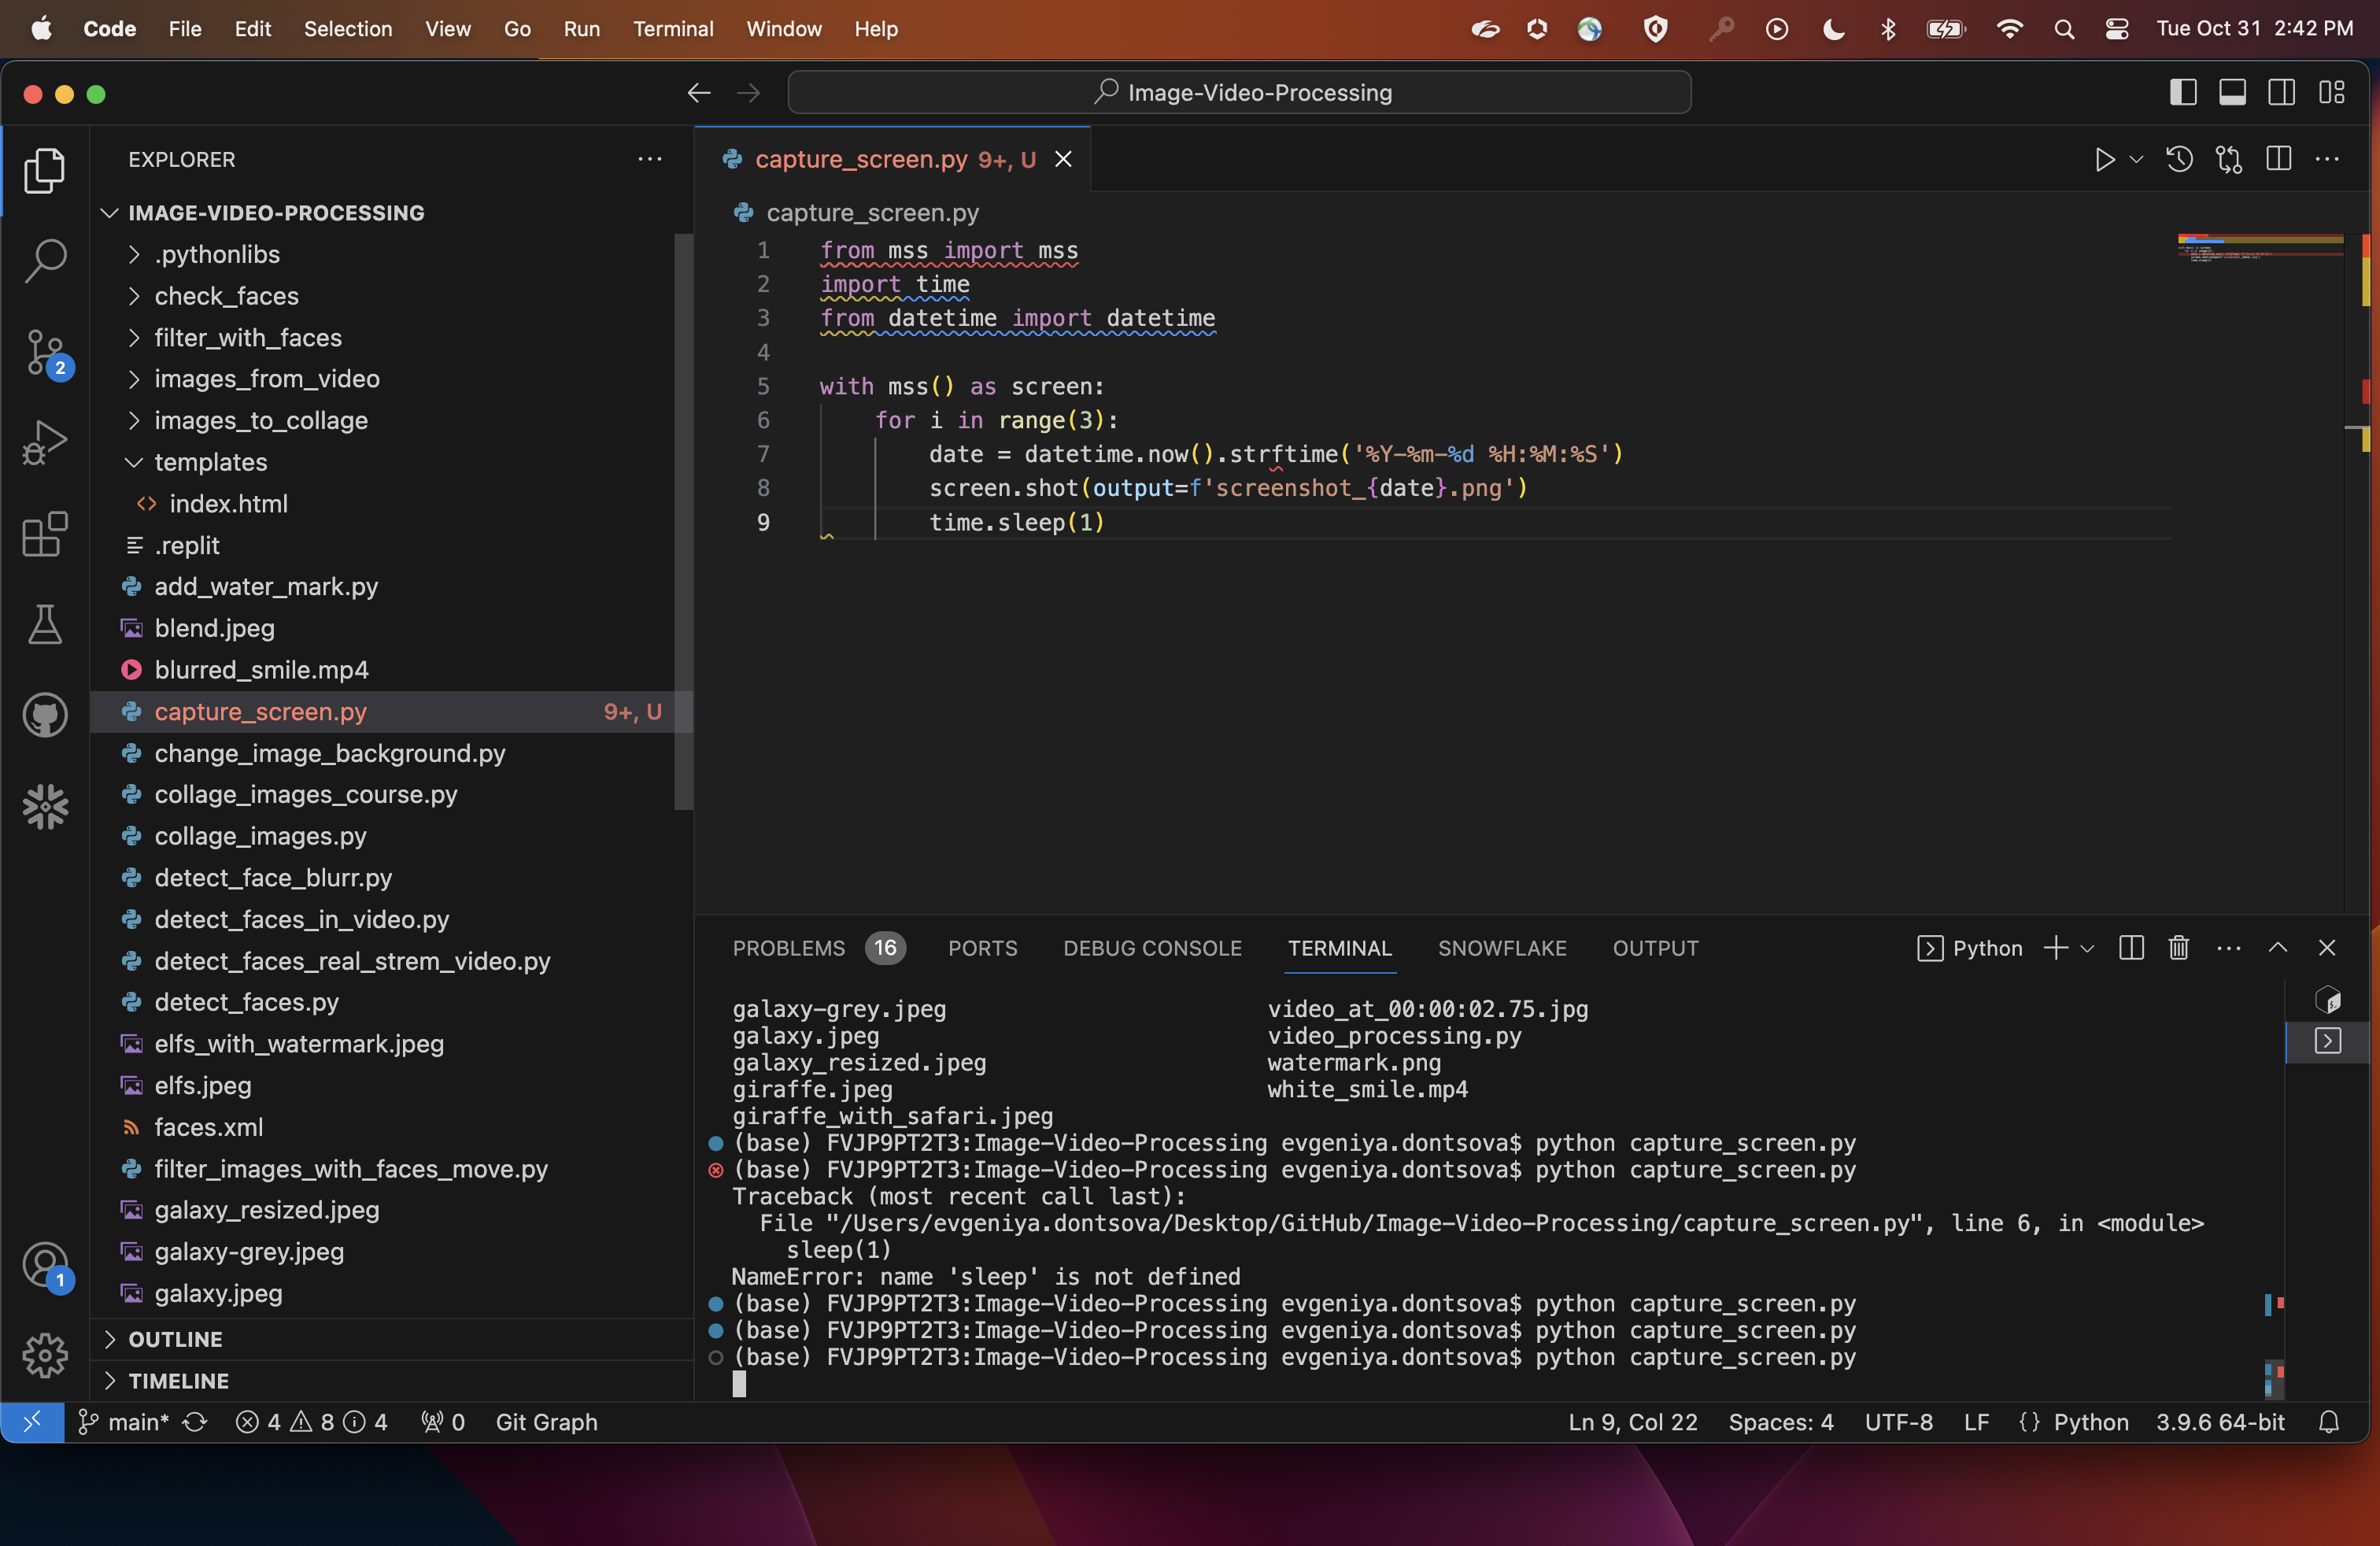 Code File Edit Selection View Go Run Terminal Window Help Tue Oct 31 2:42 PM
Image-Video-Processing
EXPLORER
IMAGE-VIDEO-PROCESSING
.pythonlibs
check_faces
filter_with_faces
images_from_video
images_to_collage
templates
index.html
.replit
add_water_mark.py
blend.jpeg
blurred_smile.mp4
capture_screen.py 9+, U
change_image_background.py
collage_images_course.py
collage_images.py
detect_face_blurr.py
detect_faces_in_video.py
detect_faces_real_strem_video.py
detect_faces.py
elfs_with_watermark.jpeg
elfs.jpeg
faces.xml
filter_images_with_faces_move.py
galaxy_resized.jpeg
galaxy-grey.jpeg
galaxy.jpeg
OUTLINE
TIMELINE
2
1
capture_screen.py 9+, U
capture_screen.py
1 from mss import mss
2 import time
3 from datetime import datetime
4
5 with mss() as screen:
6 for i in range(3):
7 date = datetime.now().strftime('%Y-%m-%d %H:%M:%S')
8 screen.shot(output=f'screenshot_{date}.png')
9 time.sleep(1)
PROBLEMS 16 PORTS DEBUG CONSOLE TERMINAL SNOWFLAKE OUTPUT Python
galaxy-grey.jpeg video_at_00:00:02.75.jpg
galaxy.jpeg video_processing.py
galaxy_resized.jpeg watermark.png
giraffe.jpeg white_smile.mp4
giraffe_with_safari.jpeg
(base) FVJP9PT2T3:Image-Video-Processing evgeniya.dontsova$ python capture_screen.py
(base) FVJP9PT2T3:Image-Video-Processing evgeniya.dontsova$ python capture_screen.py
Traceback (most recent call last):
File "/Users/evgeniya.dontsova/Desktop/GitHub/Image-Video-Processing/capture_screen.py", line 6, in <module>
sleep(1)
NameError: name 'sleep' is not defined
(base) FVJP9PT2T3:Image-Video-Processing evgeniya.dontsova$ python capture_screen.py
(base) FVJP9PT2T3:Image-Video-Processing evgeniya.dontsova$ python capture_screen.py
(base) FVJP9PT2T3:Image-Video-Processing evgeniya.dontsova$ python capture_screen.py
main* 4 8 4 0 Git Graph Ln 9, Col 22 Spaces: 4 UTF-8 LF {} Python 3.9.6 64-bit